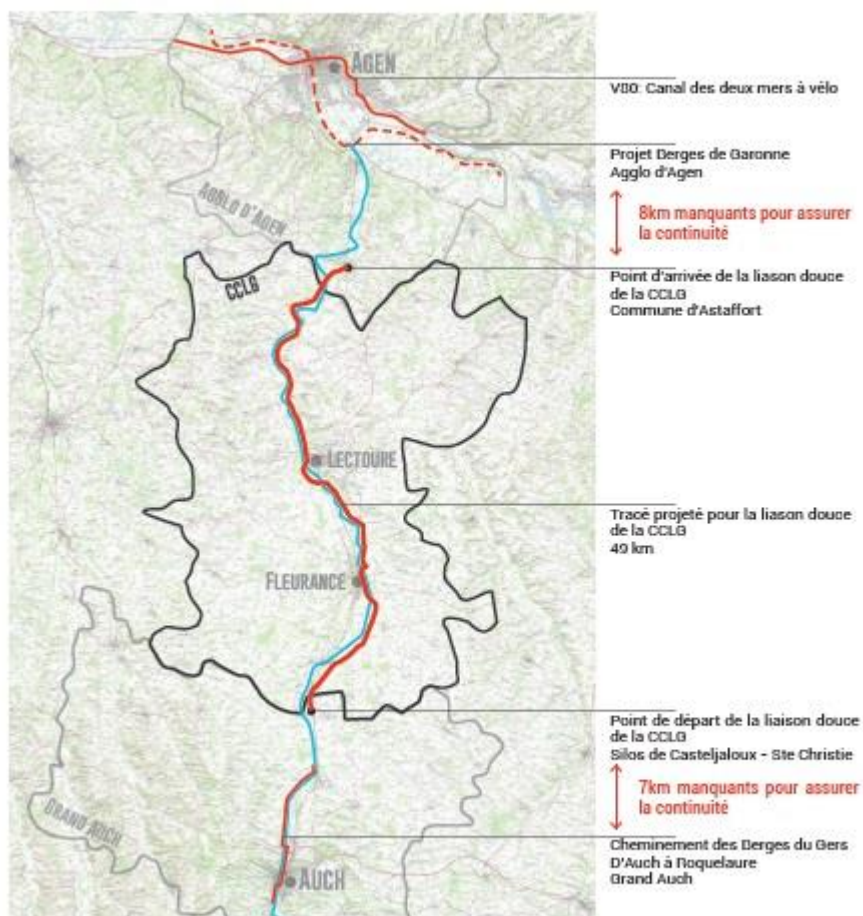 AGEN
V80: Canal des deux mers à vélo
Projet Berges de Garonne
Agglo d'Agen
AGGLO D'AGEN
8km manquants pour assurer
la continuité
CCLG
Point d'arrivée de la liason douce
de la CCLG
Commune d'Astaffort
LECTOURE
Tracé projeté pour la liason douce
de la CCLG
49 km
FLEURANCE
Point de départ de la liaison douce
de la CCLG
Silos de Casteljaloux - Ste Christie
7km manquants pour assurer
la continuité
GRAND AUCH
Cheminement des Berges du Gers
D'Auch à Roquelaure
Grand Auch
AUCH